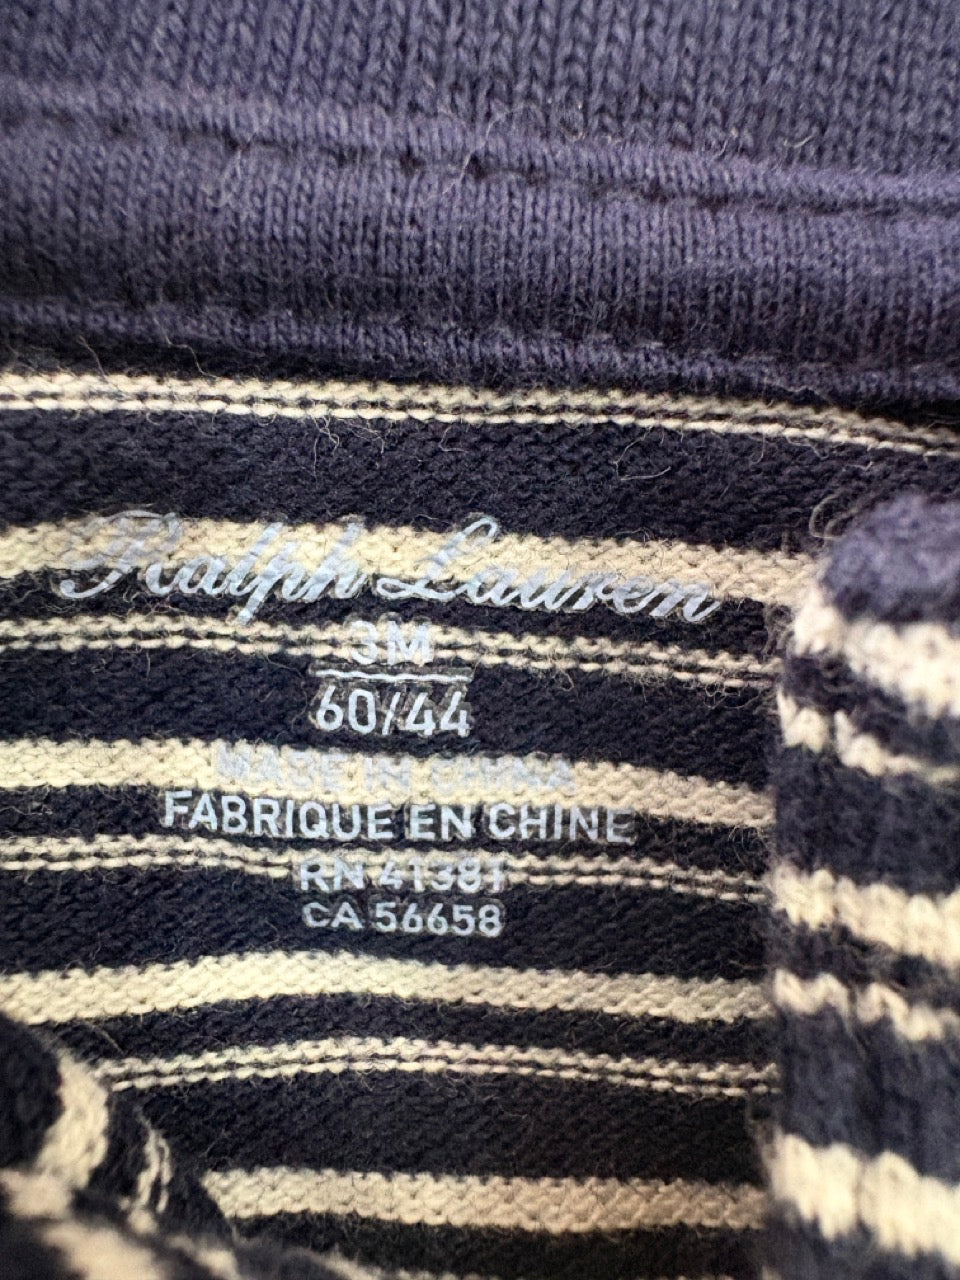 Ralph Lauren
3M
60/44
MADE IN CHINA
FABRIQUE EN CHINE
RN 41381
CA 56658